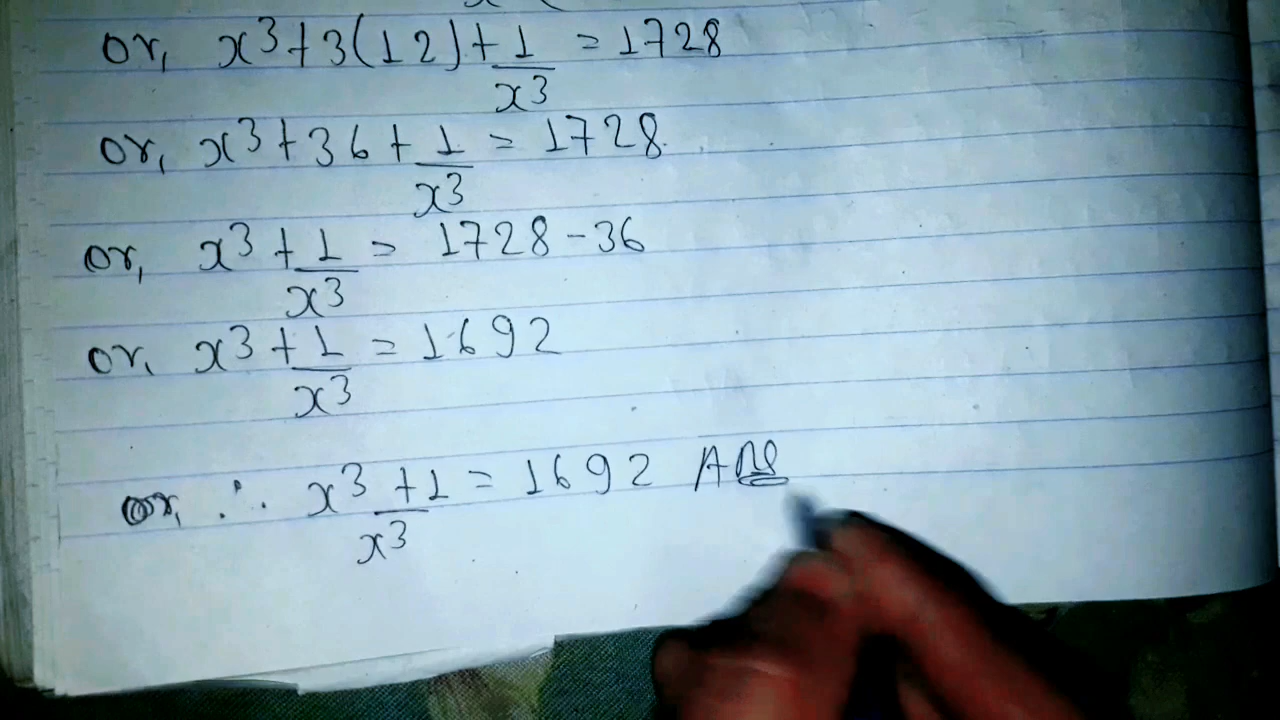 or, x³+3(12)+1/x³ =1728
or, x³+36+1/x³ = 1728
or, x³+1/x³ = 1728-36
or, x³+1/x³ = 1692
or, ∴ x³+1/x³ = 1692 Ans